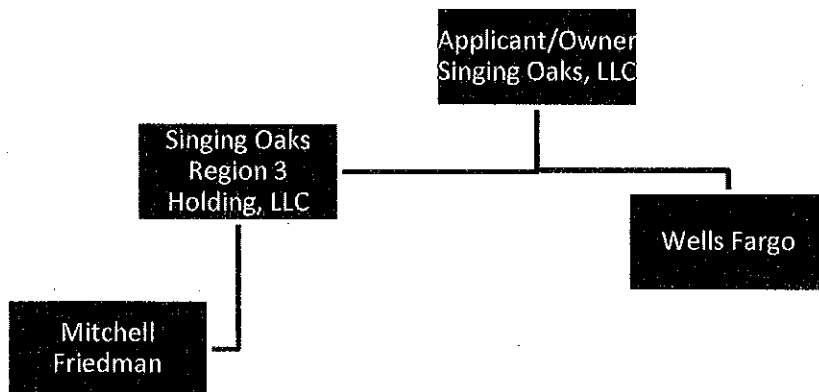 Applicant/Owner
Singing Oaks, LLC
Singing Oaks
Region 3
Holding, LLC
Wells Fargo
Mitchell
Friedman